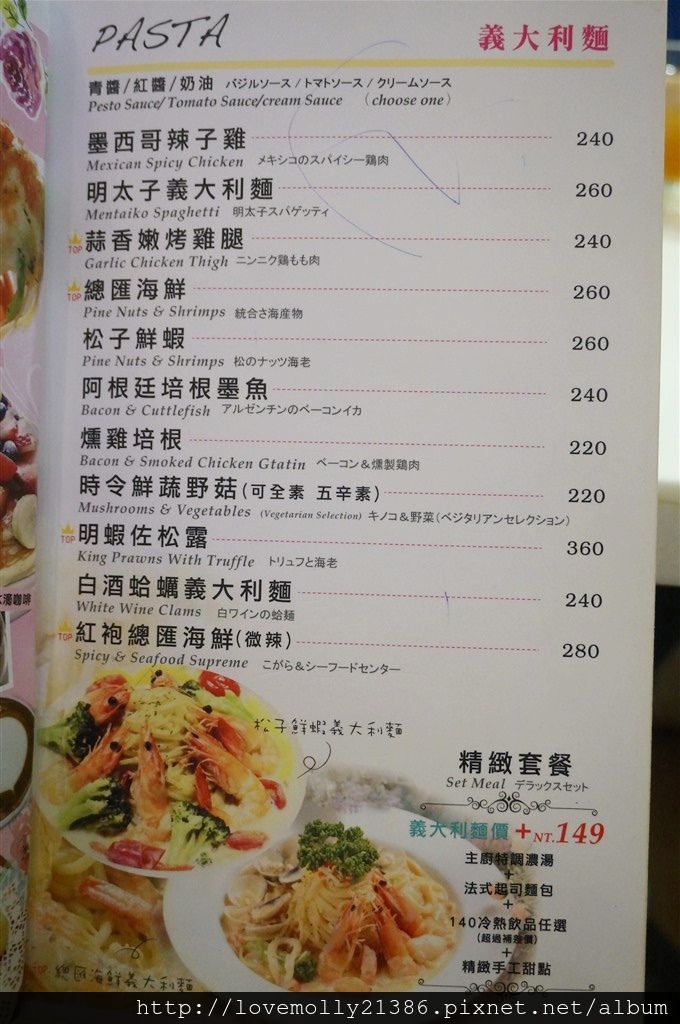 PASTA 義大利麵
青醬/紅醬/奶油 バジルソース/トマトソース/クリームソース
Pesto Sauce/Tomato Sauce/cream Sauce (choose one)
墨西哥辣子雞 240
Mexican Spicy Chicken メキシコのスパイシー鶏肉
明太子義大利麵 260
Mentaiko Spaghetti 明太子スパゲッティ
TOP 蒜香嫩烤雞腿 240
Garlic Chicken Thigh ニンニク鶏もも肉
TOP 總匯海鮮 260
Pine Nuts & Shrimps 統合さ海産物
松子鮮蝦 260
Pine Nuts & Shrimps 松のナッツ海老
阿根廷培根墨魚 240
Bacon & Cuttlefish アルゼンチンのベーコンイカ
燻雞培根 220
Bacon & Smoked Chicken Gtatin ベーコン&燻製鶏肉
時令鮮蔬野菇(可全素 五辛素) 220
Mushrooms & Vegetables (Vegetarian Selection) キノコ&野菜(ベジタリアンセレクション)
TOP 明蝦佐松露 360
King Prawns With Truffle トリュフと海老
白酒蛤蠣義大利麵 240
White Wine Clams 白ワインの蛤麺
TOP 紅袍總匯海鮮(微辣) 280
Spicy & Seafood Supreme こがら&シーフードセンター
松子鮮蝦義大利麵
精緻套餐
Set Meal デラックスセット
義大利麵價+NT.149
主廚特調濃湯
+
法式起司麵包
+
140冷熱飲品任選
(超過補差價)
+
精緻手工甜點
總匯海鮮義大利麵
滴咖啡
http://lovemolly21386.pixnet.net/album